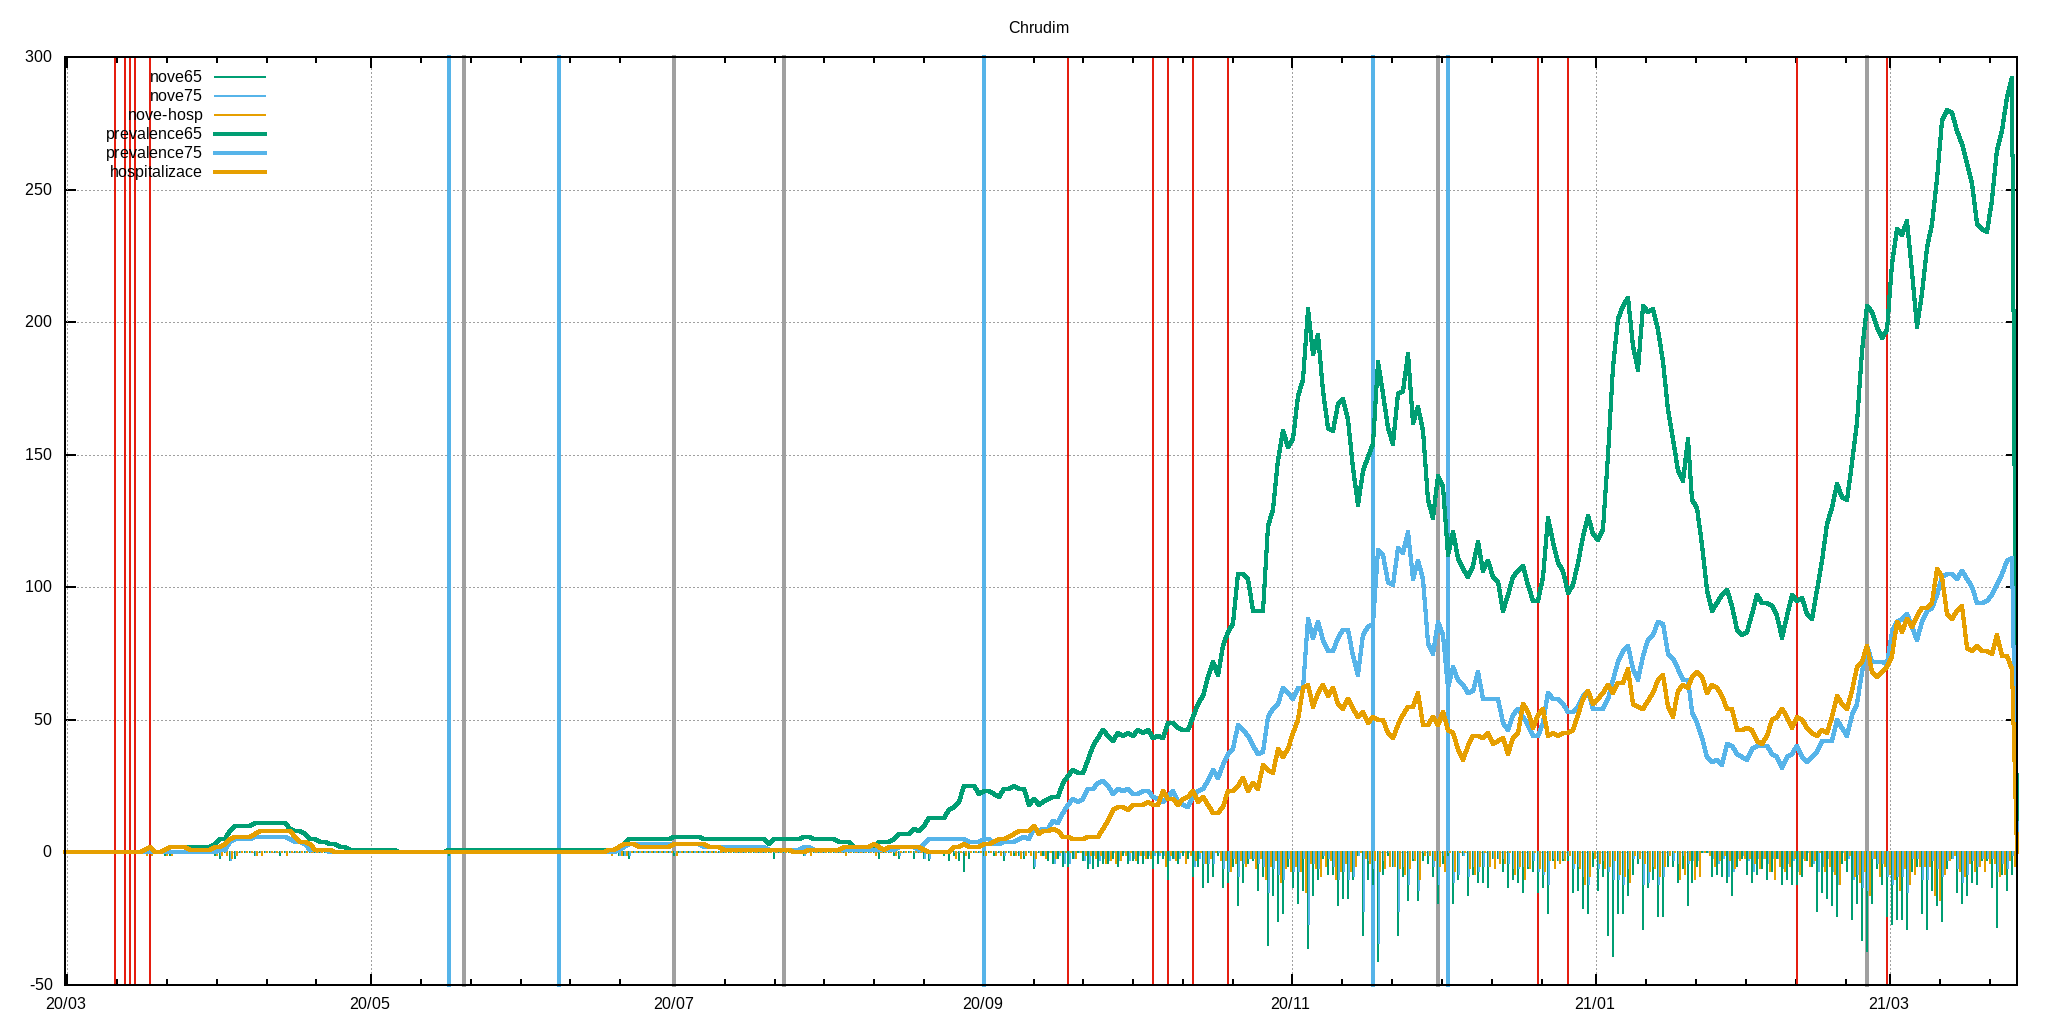 Chrudim
300
250
200
150
100
50
0
-50
nove65
nove75
nove-hosp
prevalence65
prevalence75
hospitalizace
20/03 20/05 20/07 20/09 20/11 21/01 21/03